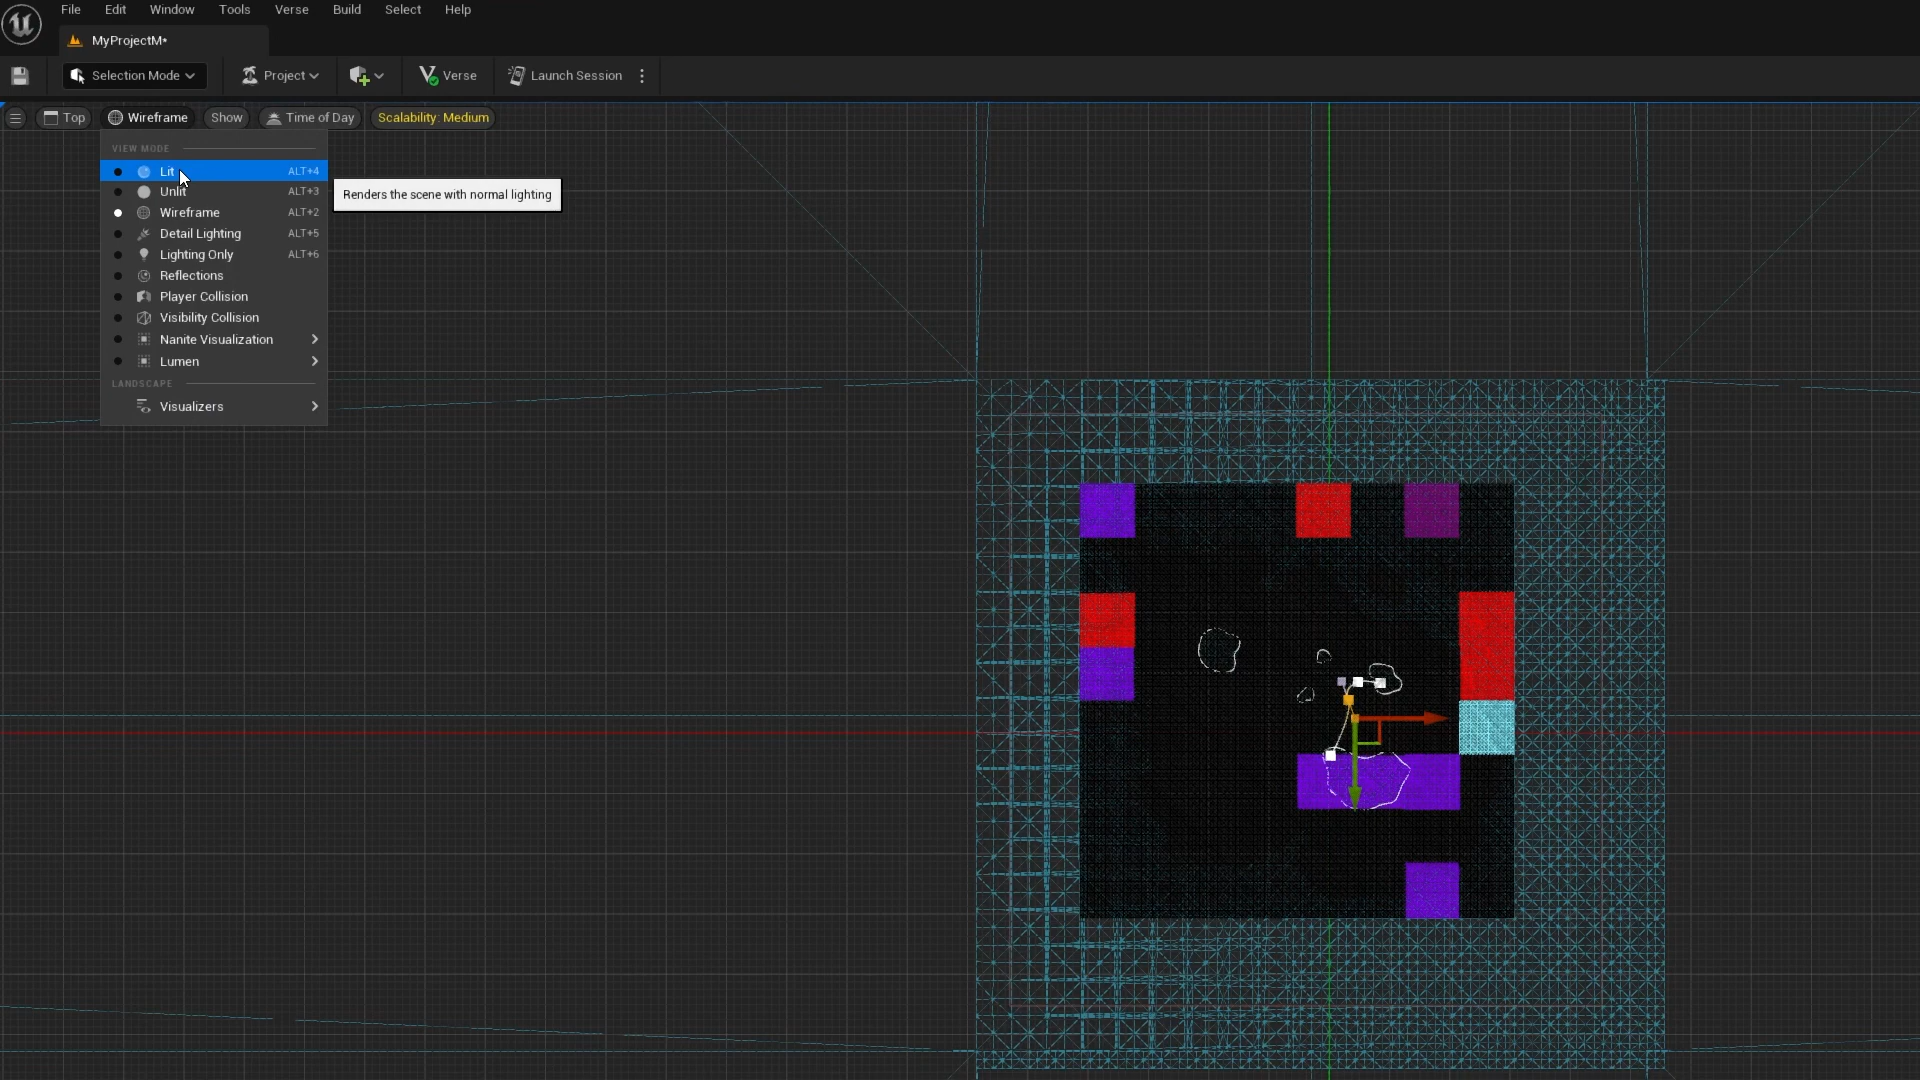 File Edit Window Tools Verse Build Select Help
MyProjectM*
Selection Mode Project Verse Launch Session
Top Wireframe Show Time of Day Scalability: Medium
VIEW MODE
Lit ALT+4
Unlit ALT+3
Renders the scene with normal lighting
Wireframe ALT+2
Detail Lighting ALT+5
Lighting Only ALT+6
Reflections
Player Collision
Visibility Collision
Nanite Visualization
Lumen
LANDSCAPE
Visualizers